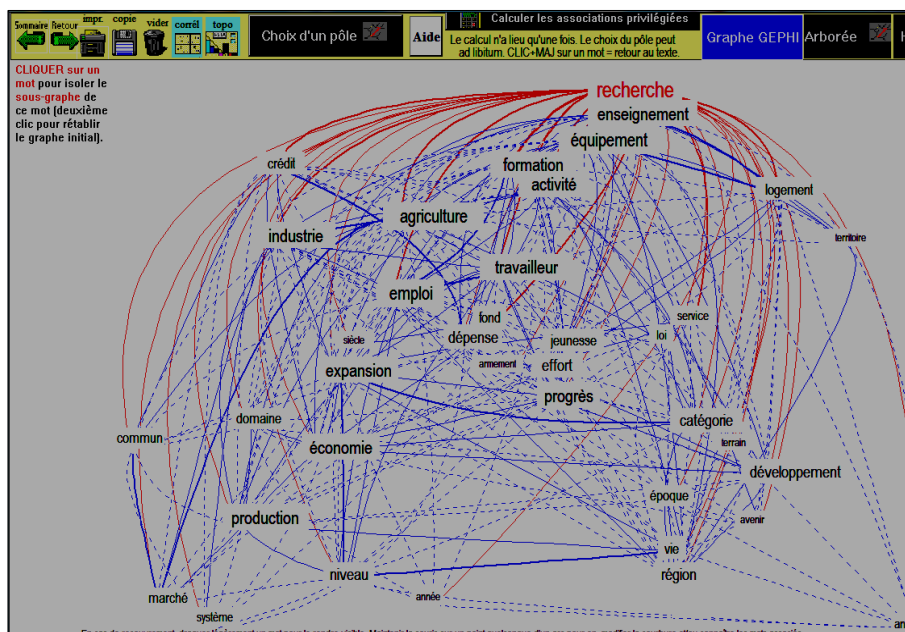 Sommaire Retour impr. copie vider corrél topo
Choix d'un pôle
Aide
Calculer les associations privilégiées
Le calcul n'a lieu qu'une fois. Le choix du pôle peut
ad libitum. CLIC+MAJ sur un mot = retour au texte.
Graphe GEPHI
Arborée
CLIQUER sur un
mot pour isoler le
sous-graphe de
ce mot (deuxième
clic pour rétablir
le graphe initial).
recherche
enseignement
équipement
formation
crédit
activité
logement
agriculture
industrie
territoire
travailleur
emploi
fond
service
dépense
siècle
jeunesse
loi
armement
effort
expansion
progrès
domaine
catégorie
commun
terrain
économie
développement
époque
production
avenir
vie
niveau
région
marché
année
système